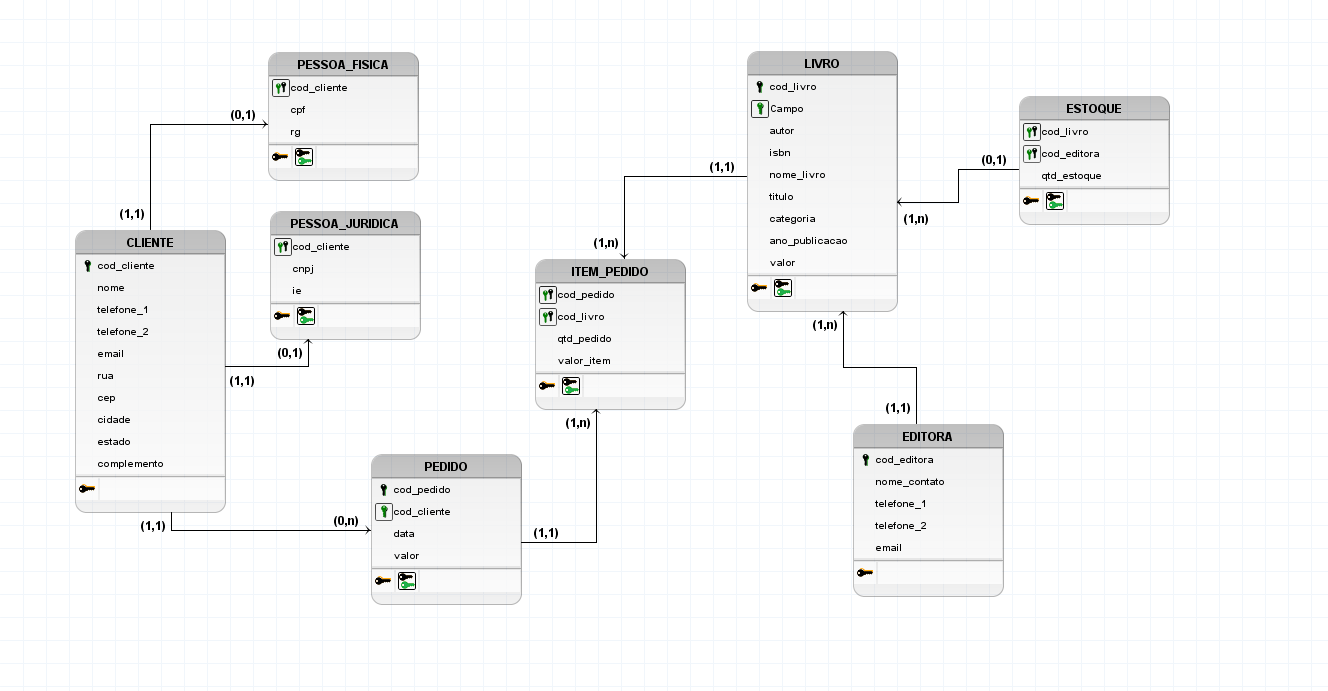 PESSOA_FISICA
cod_cliente
cpf
rg
(0,1)
(1,1)
CLIENTE
cod_cliente
nome
telefone_1
telefone_2
email
rua
cep
cidade
estado
complemento
PESSOA_JURIDICA
cod_cliente
cnpj
ie
(0,1)
(1,1)
(1,1)
(0,n)
PEDIDO
cod_pedido
cod_cliente
data
valor
(1,1)
(1,n)
ITEM_PEDIDO
cod_pedido
cod_livro
qtd_pedido
valor_item
(1,n)
(1,1)
LIVRO
cod_livro
Campo
autor
isbn
nome_livro
titulo
categoria
ano_publicacao
valor
(0,1)
(1,n)
ESTOQUE
cod_livro
cod_editora
qtd_estoque
(1,n)
(1,1)
EDITORA
cod_editora
nome_contato
telefone_1
telefone_2
email